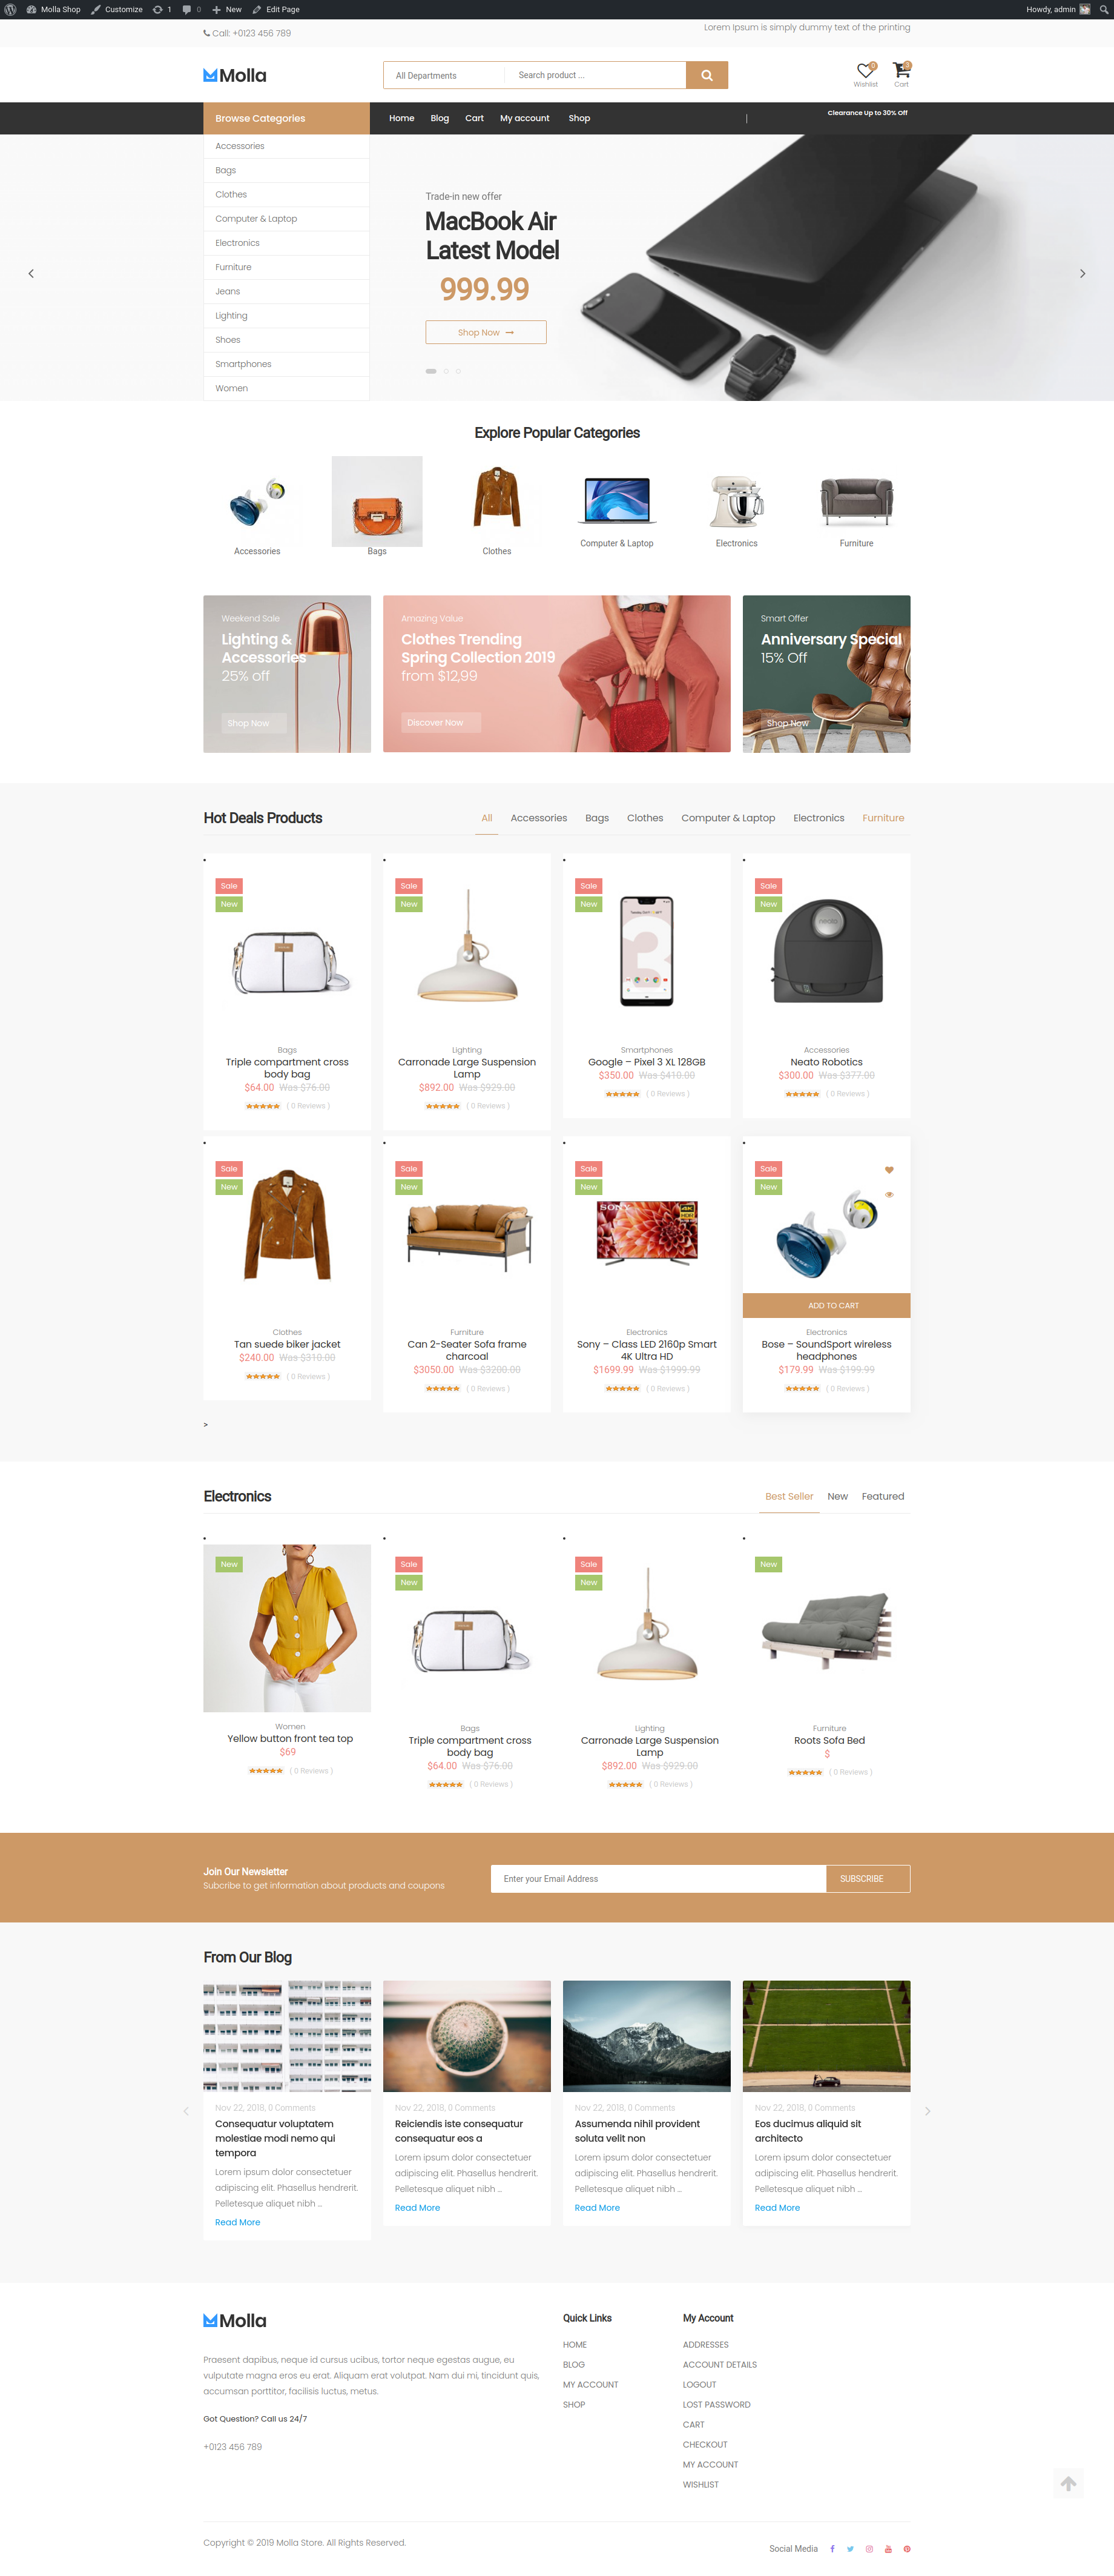 Molla Shop Customize 1 0 New Edit Page Howdy, admin
Call: +0123 456 789
Lorem Ipsum is simply dummy text of the printing
Molla
All Departments Search product ...
0
Wishlist
Cart
Browse Categories
Home Blog Cart My account Shop
Clearance Up to 30% Off
Accessories
Bags
Clothes
Computer & Laptop
Electronics
Furniture
Jeans
Lighting
Shoes
Smartphones
Women
Trade-in new offer
MacBook Air
Latest Model
999.99
Shop Now
Explore Popular Categories
Accessories
Bags
Clothes
Computer & Laptop
Electronics
Furniture
Weekend Sale
Lighting &
Accessories
25% off
Shop Now
Amazing Value
Clothes Trending
Spring Collection 2019
from $12,99
Discover Now
Smart Offer
Anniversary Special
15% Off
Shop Now
Hot Deals Products
All Accessories Bags Clothes Computer & Laptop Electronics Furniture
Sale
New
Bags
Triple compartment cross
body bag
$64.00 Was $76.00
( 0 Reviews )
Sale
New
Lighting
Carronade Large Suspension
Lamp
$892.00 Was $929.00
( 0 Reviews )
Sale
New
Smartphones
Google – Pixel 3 XL 128GB
$350.00 Was $410.00
( 0 Reviews )
Sale
New
neato
Accessories
Neato Robotics
$300.00 Was $377.00
( 0 Reviews )
Sale
New
Clothes
Tan suede biker jacket
$240.00 Was $310.00
( 0 Reviews )
Sale
New
Furniture
Can 2-Seater Sofa frame
charcoal
$3050.00 Was $3200.00
( 0 Reviews )
Sale
New
SONY
4K
HDR
Electronics
Sony – Class LED 2160p Smart
4K Ultra HD
$1699.99 Was $1999.99
( 0 Reviews )
Sale
New
ADD TO CART
Electronics
Bose – SoundSport wireless
headphones
$179.99 Was $199.99
( 0 Reviews )
>
Electronics
Best Seller New Featured
New
Women
Yellow button front tea top
$69
( 0 Reviews )
Sale
New
Bags
Triple compartment cross
body bag
$64.00 Was $76.00
( 0 Reviews )
Sale
New
Lighting
Carronade Large Suspension
Lamp
$892.00 Was $929.00
( 0 Reviews )
New
Furniture
Roots Sofa Bed
$
( 0 Reviews )
Join Our Newsletter
Subcribe to get information about products and coupons
Enter your Email Address
SUBSCRIBE
From Our Blog
Nov 22, 2018, 0 Comments
Consequatur voluptatem
molestiae modi nemo qui
tempora
Lorem ipsum dolor consectetuer
adipiscing elit. Phasellus hendrerit.
Pelletesque aliquet nibh ...
Read More
Nov 22, 2018, 0 Comments
Reiciendis iste consequatur
consequatur eos a
Lorem ipsum dolor consectetuer
adipiscing elit. Phasellus hendrerit.
Pelletesque aliquet nibh ...
Read More
Nov 22, 2018, 0 Comments
Assumenda nihil provident
soluta velit non
Lorem ipsum dolor consectetuer
adipiscing elit. Phasellus hendrerit.
Pelletesque aliquet nibh ...
Read More
Nov 22, 2018, 0 Comments
Eos ducimus aliquid sit
architecto
Lorem ipsum dolor consectetuer
adipiscing elit. Phasellus hendrerit.
Pelletesque aliquet nibh ...
Read More
Molla
Praesent dapibus, neque id cursus ucibus, tortor neque egestas augue, eu
vulputate magna eros eu erat. Aliquam erat volutpat. Nam dui mi, tincidunt quis,
accumsan porttitor, facilisis luctus, metus.
Got Question? Call us 24/7
+0123 456 789
Quick Links
HOME
BLOG
MY ACCOUNT
SHOP
My Account
ADDRESSES
ACCOUNT DETAILS
LOGOUT
LOST PASSWORD
CART
CHECKOUT
MY ACCOUNT
WISHLIST
Copyright © 2019 Molla Store. All Rights Reserved.
Social Media